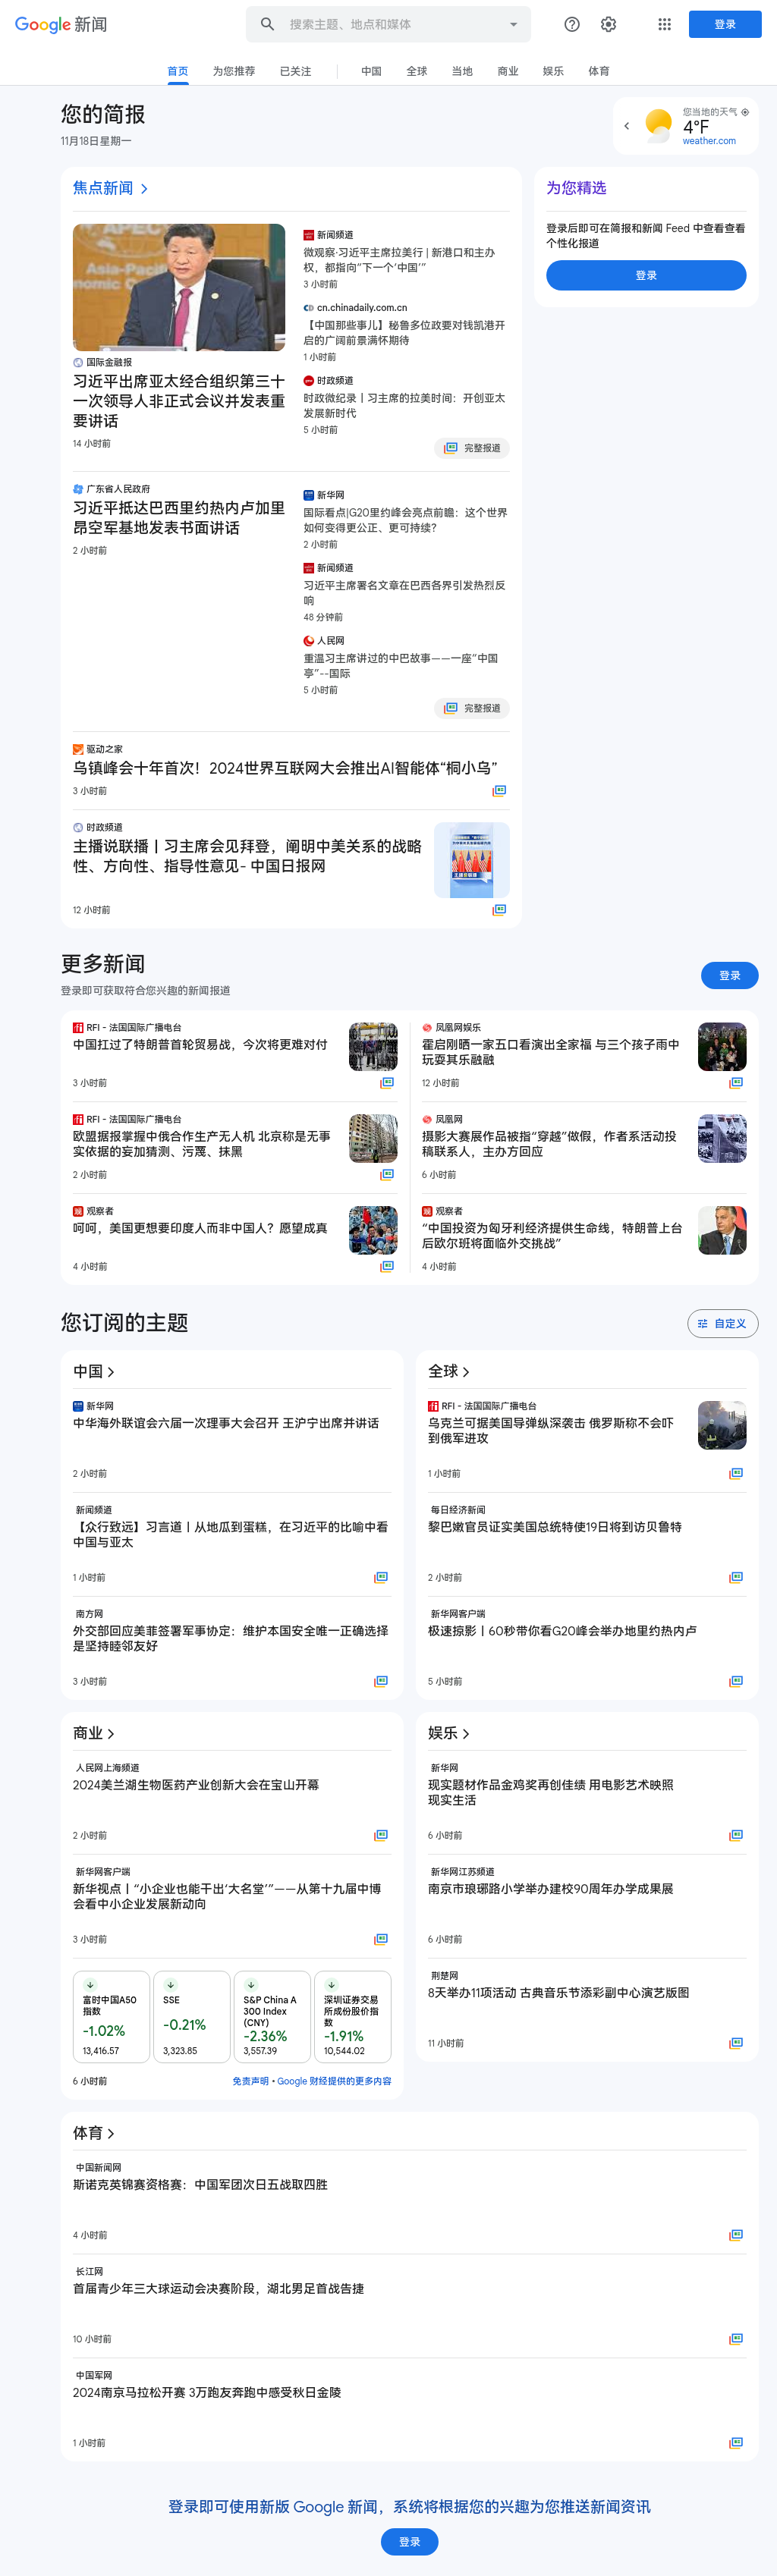 Google 新闻
搜索主题、地点和媒体
登录
首页
为您推荐
已关注
中国
全球
当地
商业
娱乐
体育
您的简报
11月18日星期一
您当地的天气
4°F
weather.com
焦点新闻
国际金融报
习近平出席亚太经合组织第三十
一次领导人非正式会议并发表重
要讲话
14 小时前
新闻频道
微观察·习近平主席拉美行 | 新港口和主办
权，都指向“下一个‘中国’”
3 小时前
cn.chinadaily.com.cn
【中国那些事儿】秘鲁多位政要对钱凯港开
启的广阔前景满怀期待
1 小时前
时政频道
时政微纪录丨习主席的拉美时间：开创亚太
发展新时代
5 小时前
完整报道
广东省人民政府
习近平抵达巴西里约热内卢加里
昂空军基地发表书面讲话
2 小时前
新华网
国际看点|G20里约峰会亮点前瞻：这个世界
如何变得更公正、更可持续？
2 小时前
新闻频道
习近平主席署名文章在巴西各界引发热烈反
响
48 分钟前
人民网
重温习主席讲过的中巴故事——一座“中国
亭”--国际
5 小时前
完整报道
驱动之家
乌镇峰会十年首次！2024世界互联网大会推出AI智能体“桐小乌”
3 小时前
时政频道
主播说联播丨习主席会见拜登，阐明中美关系的战略
性、方向性、指导性意见- 中国日报网
12 小时前
为您精选
登录后即可在简报和新闻 Feed 中查看查看
个性化报道
登录
更多新闻
登录即可获取符合您兴趣的新闻报道
登录
RFI - 法国国际广播电台
中国扛过了特朗普首轮贸易战，今次将更难对付
3 小时前
凤凰网娱乐
霍启刚晒一家五口看演出全家福 与三个孩子雨中
玩耍其乐融融
12 小时前
RFI - 法国国际广播电台
欧盟据报掌握中俄合作生产无人机 北京称是无事
实依据的妄加猜测、污蔑、抹黑
2 小时前
凤凰网
摄影大赛展作品被指“穿越”做假，作者系活动投
稿联系人，主办方回应
6 小时前
观察者
呵呵，美国更想要印度人而非中国人？愿望成真
4 小时前
观察者
“中国投资为匈牙利经济提供生命线，特朗普上台
后欧尔班将面临外交挑战”
4 小时前
您订阅的主题
自定义
中国
新华网
中华海外联谊会六届一次理事大会召开 王沪宁出席并讲话
2 小时前
新闻频道
【众行致远】习言道丨从地瓜到蛋糕，在习近平的比喻中看
中国与亚太
1 小时前
南方网
外交部回应美菲签署军事协定：维护本国安全唯一正确选择
是坚持睦邻友好
3 小时前
全球
RFI - 法国国际广播电台
乌克兰可据美国导弹纵深袭击 俄罗斯称不会吓
到俄军进攻
1 小时前
每日经济新闻
黎巴嫩官员证实美国总统特使19日将到访贝鲁特
2 小时前
新华网客户端
极速掠影丨60秒带你看G20峰会举办地里约热内卢
5 小时前
商业
人民网上海频道
2024美兰湖生物医药产业创新大会在宝山开幕
2 小时前
新华网客户端
新华视点丨“小企业也能干出‘大名堂’”——从第十九届中博
会看中小企业发展新动向
3 小时前
富时中国A50
指数
-1.02%
13,416.57
SSE
-0.21%
3,323.85
S&P China A
300 Index
(CNY)
-2.36%
3,557.39
深圳证券交易
所成份股价指
数
-1.91%
10,544.02
6 小时前
免责声明 • Google 财经提供的更多内容
娱乐
新华网
现实题材作品金鸡奖再创佳绩 用电影艺术映照
现实生活
6 小时前
新华网江苏频道
南京市琅琊路小学举办建校90周年办学成果展
6 小时前
荆楚网
8天举办11项活动 古典音乐节添彩副中心演艺版图
11 小时前
体育
中国新闻网
斯诺克英锦赛资格赛：中国军团次日五战取四胜
4 小时前
长江网
首届青少年三大球运动会决赛阶段，湖北男足首战告捷
10 小时前
中国军网
2024南京马拉松开赛 3万跑友奔跑中感受秋日金陵
1 小时前
登录即可使用新版 Google 新闻，系统将根据您的兴趣为您推送新闻资讯
登录